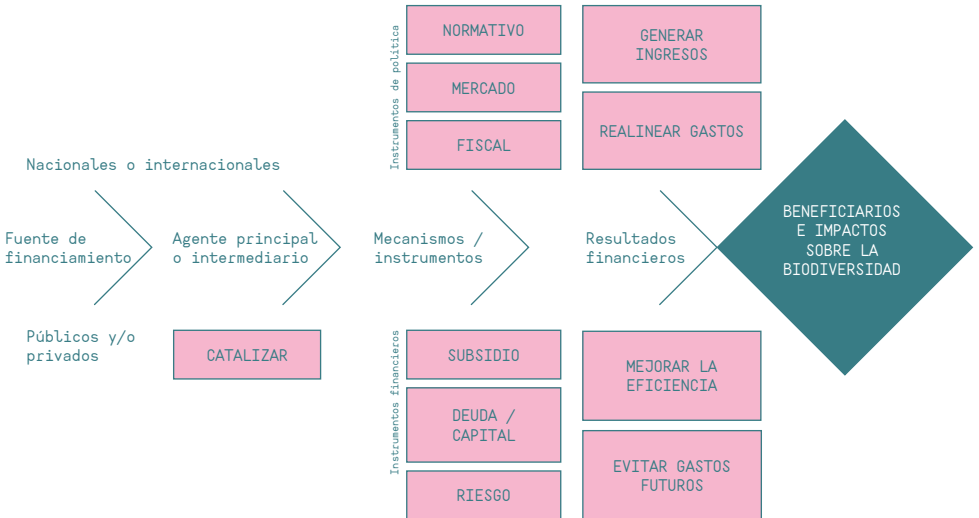 Instrumentos de política
NORMATIVO
MERCADO
FISCAL
GENERAR
INGRESOS
REALINEAR GASTOS
Nacionales o internacionales
Fuente de
financiamiento
Agente principal
o intermediario
Mecanismos /
instrumentos
Resultados
financieros
BENEFICIARIOS
E IMPACTOS
SOBRE LA
BIODIVERSIDAD
Públicos y/o
privados
CATALIZAR
Instrumentos financieros
SUBSIDIO
DEUDA /
CAPITAL
RIESGO
MEJORAR LA
EFICIENCIA
EVITAR GASTOS
FUTUROS